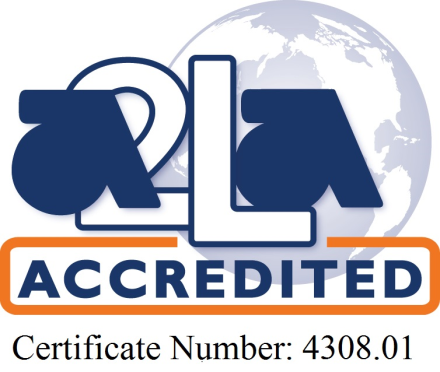 a2La
ACCREDITED
Certificate Number: 4308.01